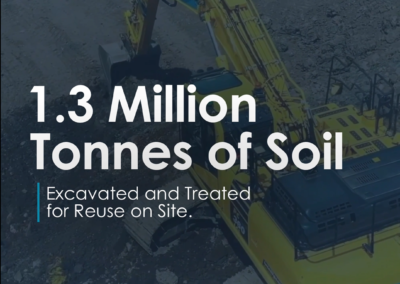 1.3 Million
Tonnes of Soil
Excavated and Treated
for Reuse on Site.